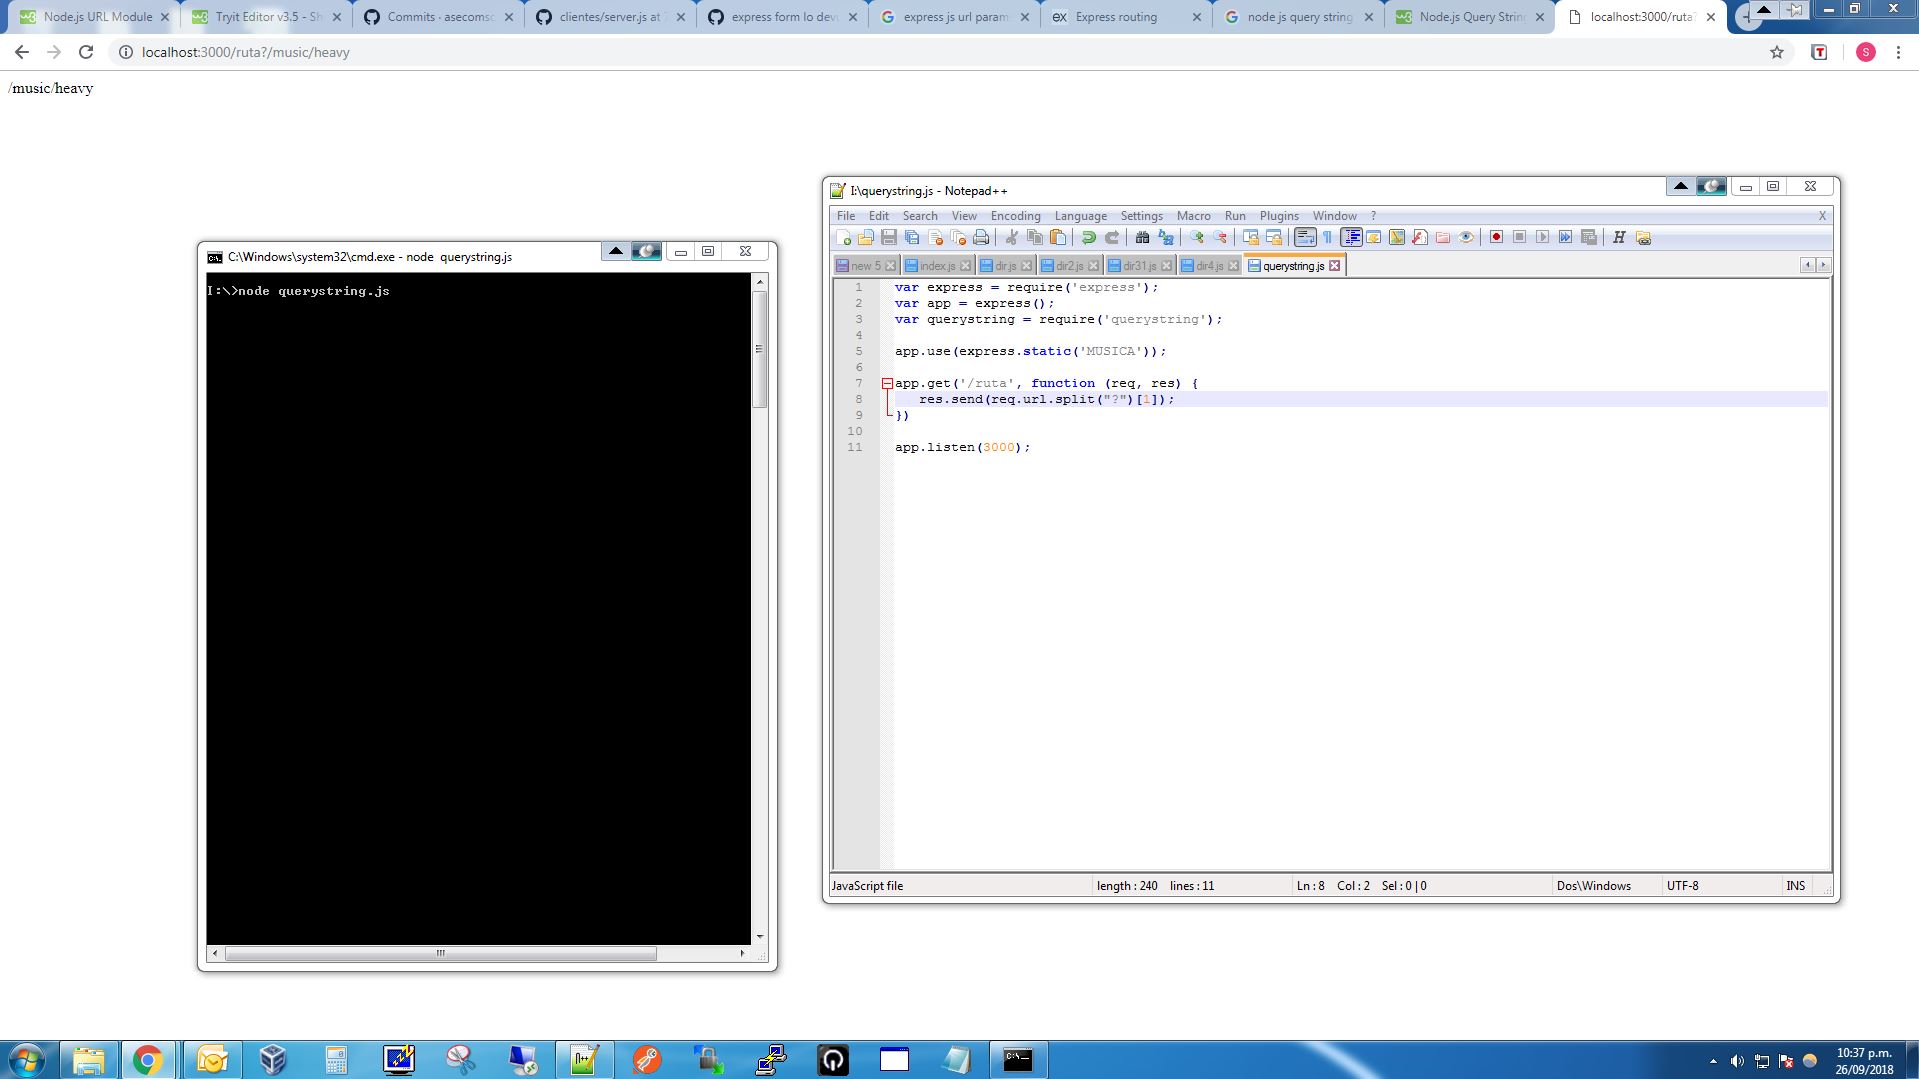 Node.js URL Module
Tryit Editor v3.5 - Sh
Commits · asecomsc
clientes/server.js at 7
express form lo devu
express js url params
Express routing
node js query string
Node.js Query String
localhost:3000/ruta?
localhost:3000/ruta?/music/heavy
S
/music/heavy
I:\querystring.js - Notepad++
File Edit Search View Encoding Language Settings Macro Run Plugins Window ? X
new 5 index.js dir.js dir2.js dir31.js dir4.js querystring.js
1 var express = require('express');
2 var app = express();
3 var querystring = require('querystring');
4
5 app.use(express.static('MUSICA'));
6
7 app.get('/ruta', function (req, res) {
8 res.send(req.url.split("?")[1]);
9 })
10
11 app.listen(3000);
JavaScript file length : 240 lines : 11 Ln : 8 Col : 2 Sel : 0 | 0 Dos\Windows UTF-8 INS
C:\Windows\system32\cmd.exe - node querystring.js
I:\>node querystring.js
10:37 p.m.
26/09/2018